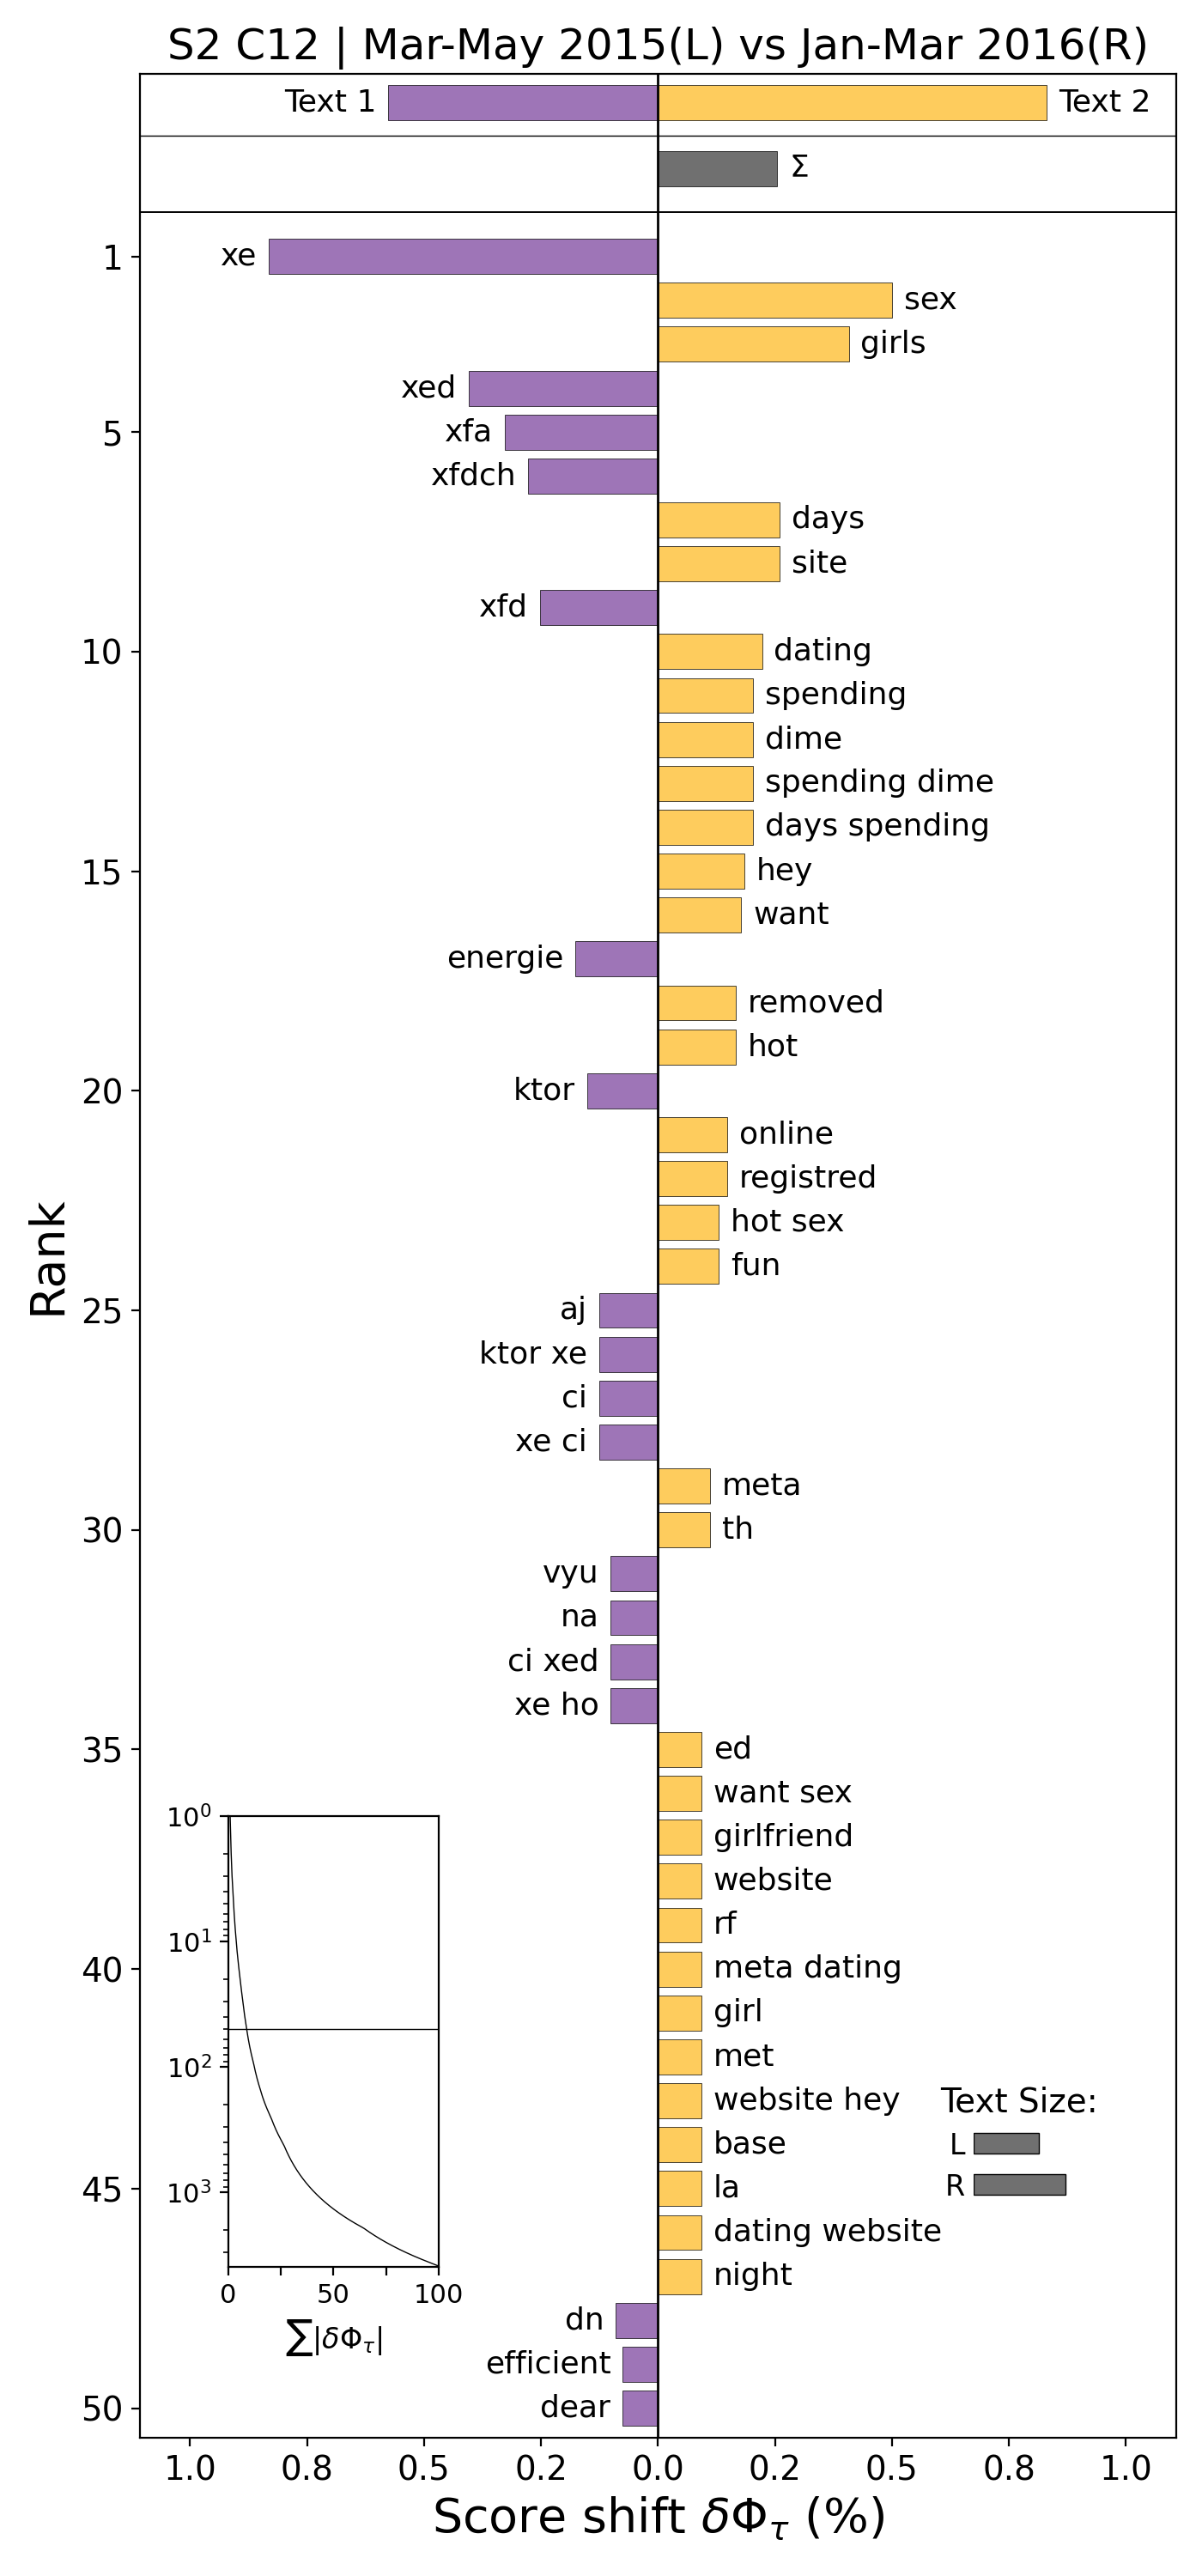 S2 C12 | Mar-May 2015(L) vs Jan-Mar 2016(R)
Text 1
Text 2
Σ
1
xe
sex
girls
xed
5
xfa
xfdch
days
site
xfd
10
dating
spending
dime
spending dime
days spending
15
hey
want
energie
removed
hot
20
ktor
online
registred
hot sex
fun
25
aj
ktor xe
ci
xe ci
meta
30
th
vyu
na
ci xed
xe ho
35
ed
want sex
girlfriend
website
rf
40
meta dating
girl
met
website hey
base
45
la
dating website
night
dn
efficient
50
dear
Rank
10⁰
10¹
10²
10³
0 50 100
∑|δΦ_τ|
Text Size:
L
R
1.0 0.8 0.5 0.2 0.0 0.2 0.5 0.8 1.0
Score shift δΦ_τ (%)